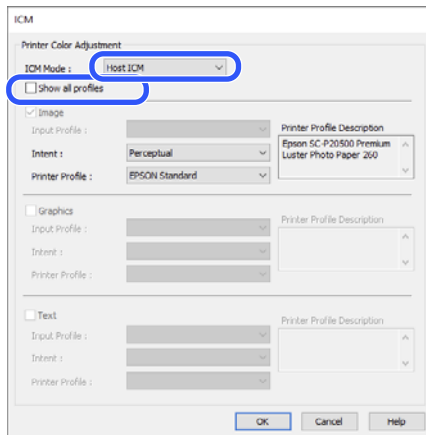 ICM
Printer Color Adjustment
ICM Mode : Host ICM
Show all profiles
Image
Input Profile : Printer Profile Description
Intent : Perceptual Epson SC-P20500 Premium
Luster Photo Paper 260
Printer Profile : EPSON Standard
Graphics
Input Profile : Printer Profile Description
Intent :
Printer Profile :
Text
Input Profile : Printer Profile Description
Intent :
Printer Profile :
OK Cancel Help